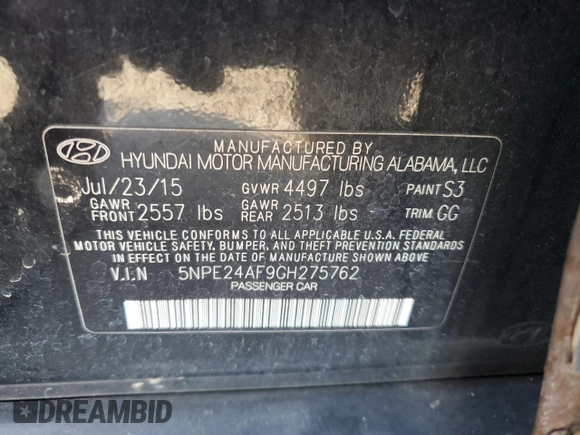 MANUFACTURED BY
HYUNDAI MOTOR MANUFACTURING ALABAMA, LLC
Jul/23/15 GVWR 4497 lbs PAINT S3
GAWR FRONT 2557 lbs GAWR REAR 2513 lbs TRIM GG
THIS VEHICLE CONFORMS TO ALL APPLICABLE U.S.A. FEDERAL
MOTOR VEHICLE SAFETY, BUMPER, AND THEFT PREVENTION STANDARDS
IN EFFECT ON THE DATE OF MANUFACTURE SHOWN ABOVE.
V.I.N 5NPE24AF9GH275762
PASSENGER CAR
DREAMBID